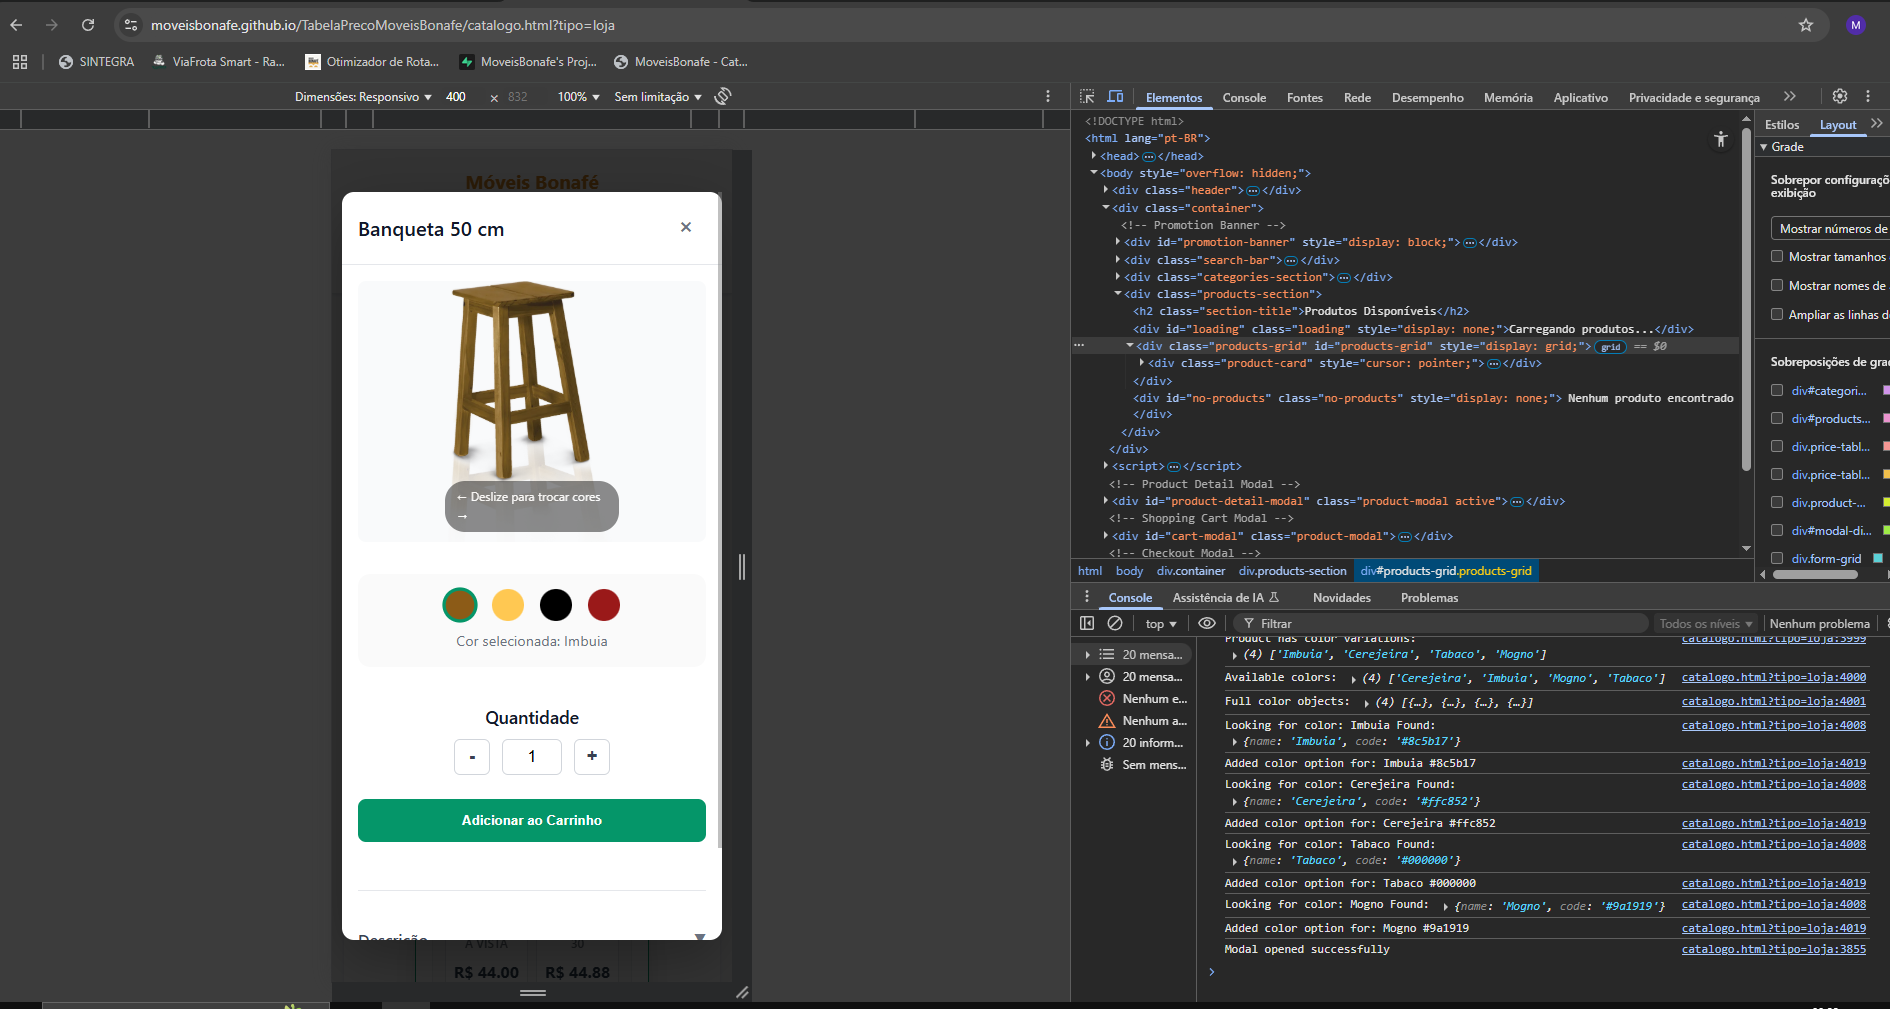 moveisbonafe.github.io/TabelaPrecoMoveisBonafe/catalogo.html?tipo=loja
M
SINTEGRA
ViaFrota Smart - Ra...
Otimizador de Rota...
MoveisBonafe's Proj...
MoveisBonafe - Cat...
Dimensões: Responsivo ▼ 400 × 832 100% ▼ Sem limitação ▼
Móveis Bonafé
Banqueta 50 cm ×
← Deslize para trocar cores →
Cor selecionada: Imbuia
Quantidade
- 1 +
Adicionar ao Carrinho
Descrição ▼
À VISTA 30
R$ 44.00 R$ 44.88
Elementos Console Fontes Rede Desempenho Memória Aplicativo Privacidade e segurança
<!DOCTYPE html>
<html lang="pt-BR">
<head>…</head>
<body style="overflow: hidden;">
<div class="header">…</div>
<div class="container">
<!-- Promotion Banner -->
<div id="promotion-banner" style="display: block;">…</div>
<div class="search-bar">…</div>
<div class="categories-section">…</div>
<div class="products-section">
<h2 class="section-title">Produtos Disponíveis</h2>
<div id="loading" class="loading" style="display: none;">Carregando produtos...</div>
<div class="products-grid" id="products-grid" style="display: grid;"> grid == $0
<div class="product-card" style="cursor: pointer;">…</div>
</div>
<div id="no-products" class="no-products" style="display: none;"> Nenhum produto encontrado
</div>
</div>
</div>
<script>…</script>
<!-- Product Detail Modal -->
<div id="product-detail-modal" class="product-modal active">…</div>
<!-- Shopping Cart Modal -->
<div id="cart-modal" class="product-modal">…</div>
<!-- Checkout Modal -->
html body div.container div.products-section div#products-grid.products-grid
Estilos Layout
Grade
Sobrepor configuraçõ
exibição
Mostrar números de
Mostrar tamanhos
Mostrar nomes de
Ampliar as linhas d
Sobreposições de gra
div#categori...
div#products...
div.price-tabl...
div.price-tabl...
div.product-...
div#modal-di...
div.form-grid
Console Assistência de IA Novidades Problemas
top ▼ Filtrar Todos os níveis ▼ Nenhum problema
20 mensa...
20 mensa...
Nenhum e...
Nenhum a...
20 inform...
Sem mens...
Product has color variations: catalogo.html?tipo=loja:3999
(4) ['Imbuia', 'Cerejeira', 'Tabaco', 'Mogno']
Available colors: (4) ['Cerejeira', 'Imbuia', 'Mogno', 'Tabaco'] catalogo.html?tipo=loja:4000
Full color objects: (4) [{…}, {…}, {…}, {…}] catalogo.html?tipo=loja:4001
Looking for color: Imbuia Found: catalogo.html?tipo=loja:4008
{name: 'Imbuia', code: '#8c5b17'}
Added color option for: Imbuia #8c5b17 catalogo.html?tipo=loja:4019
Looking for color: Cerejeira Found: catalogo.html?tipo=loja:4008
{name: 'Cerejeira', code: '#ffc852'}
Added color option for: Cerejeira #ffc852 catalogo.html?tipo=loja:4019
Looking for color: Tabaco Found: catalogo.html?tipo=loja:4008
{name: 'Tabaco', code: '#000000'}
Added color option for: Tabaco #000000 catalogo.html?tipo=loja:4019
Looking for color: Mogno Found: {name: 'Mogno', code: '#9a1919'} catalogo.html?tipo=loja:4008
Added color option for: Mogno #9a1919 catalogo.html?tipo=loja:4019
Modal opened successfully catalogo.html?tipo=loja:3855